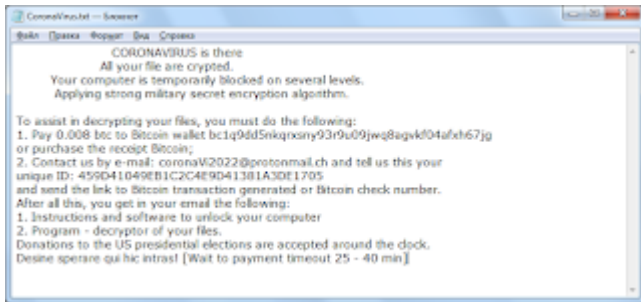 CoronaVirus.txt — Блокнот
Файл Правка Формат Вид Справка
CORONAVIRUS is there
All your file are crypted.
Your computer is temporarily blocked on several levels.
Applying strong military secret encryption algorithm.
To assist in decrypting your files, you must do the following:
1. Pay 0.008 btc to Bitcoin wallet bc1q9dd5nkqrxsny93r9u09jwq8agvkf04afxh67jg
or purchase the receipt Bitcoin;
2. Contact us by e-mail: coronaVi2022@protonmail.ch and tell us this your
unique ID: 459D41049EB1C2C4E9D41381A3DE1705
and send the link to Bitcoin transaction generated or Bitcoin check number.
After all this, you get in your email the following:
1. Instructions and software to unlock your computer
2. Program - decryptor of your files.
Donations to the US presidential elections are accepted around the clock.
Desine sperare qui hic intras! [Wait to payment timeout 25 - 40 min]